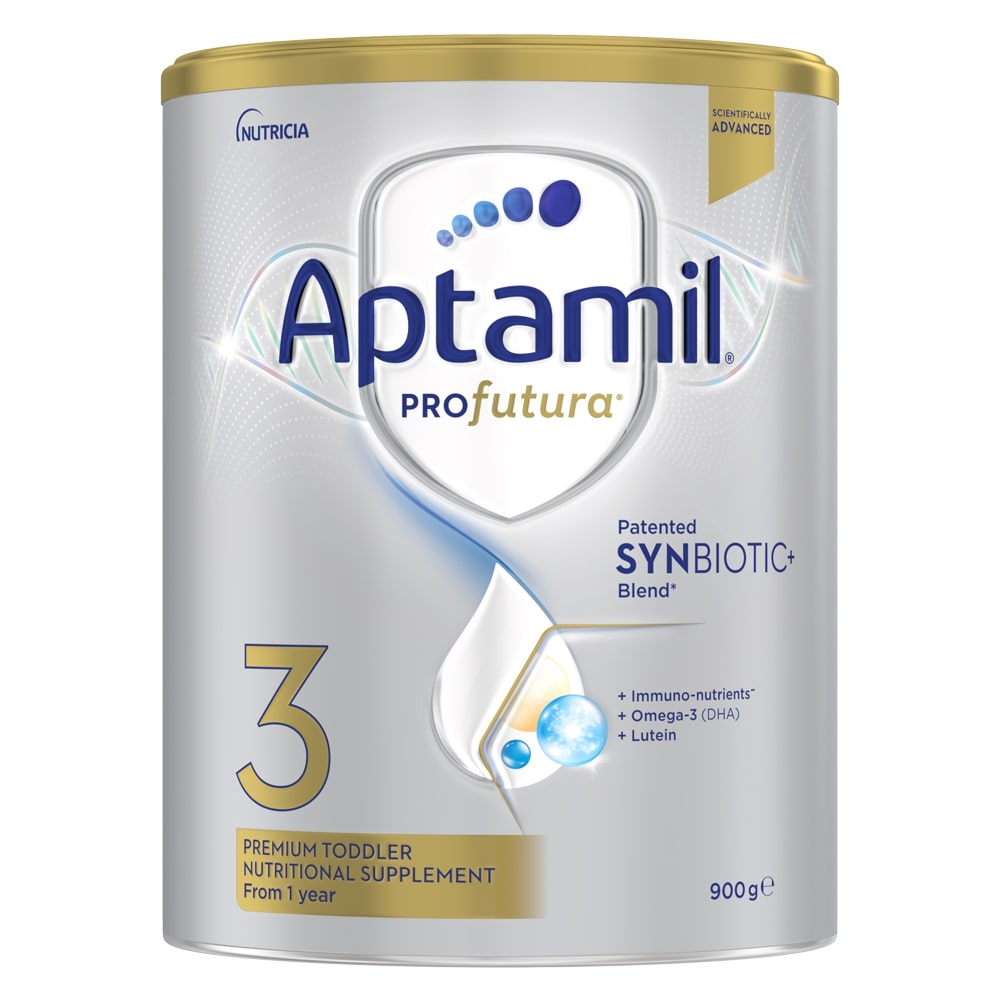 NUTRICIA
SCIENTIFICALLY
ADVANCED
Aptamil®
PROfutura®
Patented
SYNBIOTIC+
Blend*
+ Immuno-nutrients~
+ Omega-3 (DHA)
+ Lutein
3
PREMIUM TODDLER
NUTRITIONAL SUPPLEMENT
From 1 year
900g℮